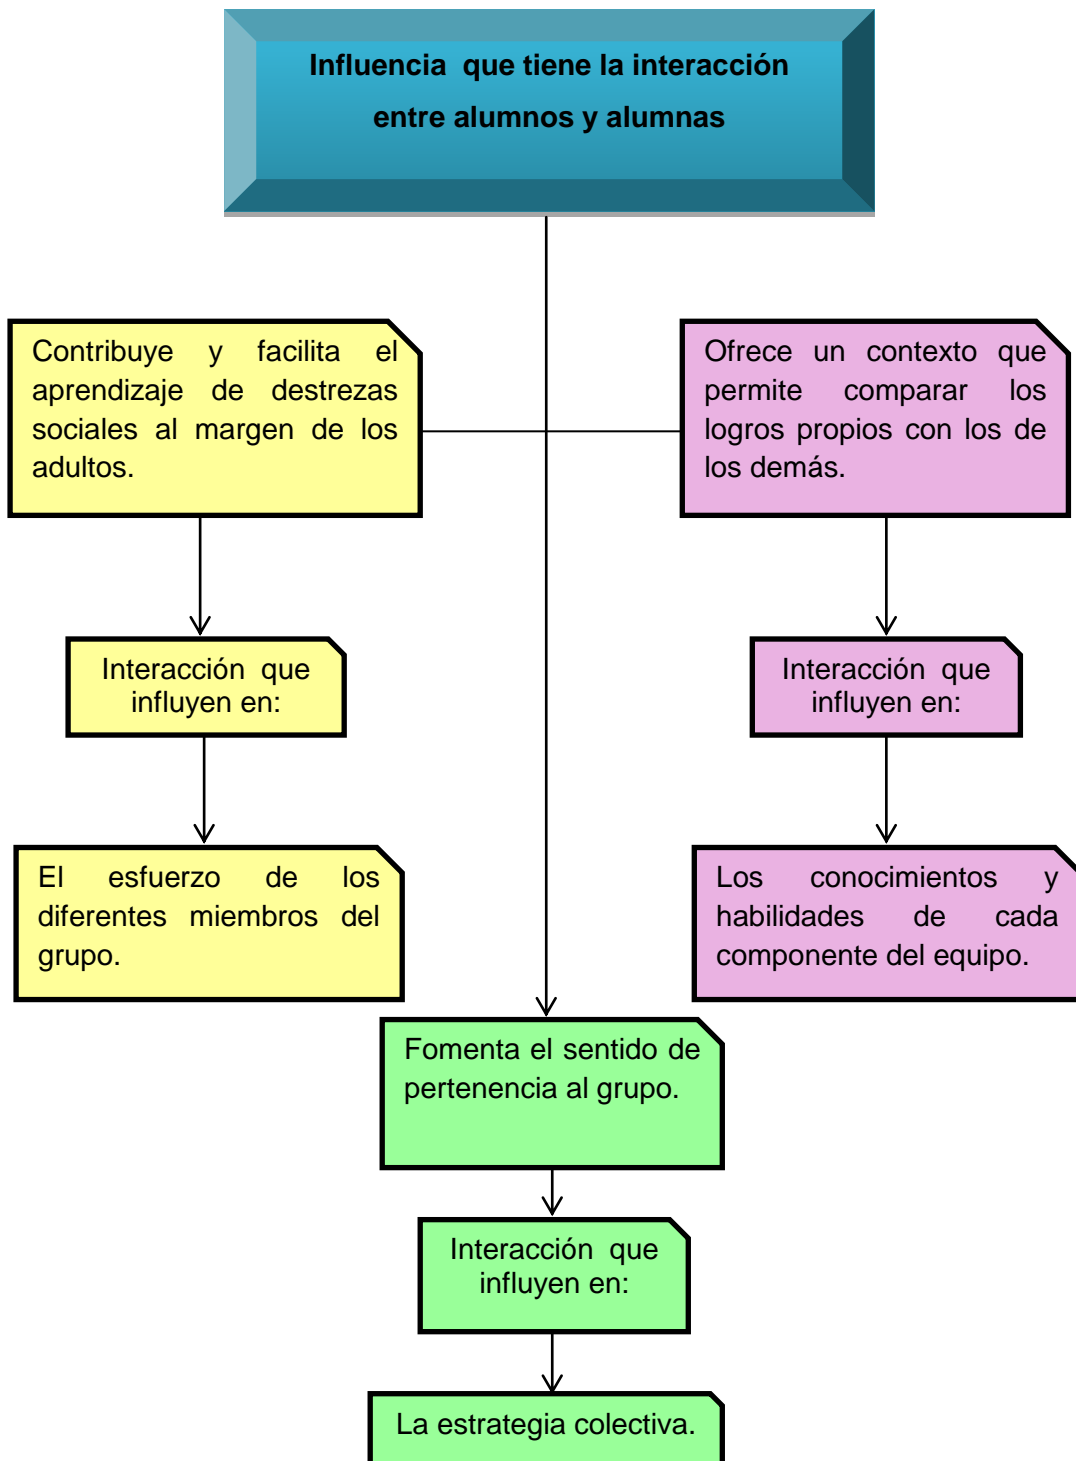 Influencia que tiene la interacción
entre alumnos y alumnas
Contribuye y facilita el
aprendizaje de destrezas
sociales al margen de los
adultos.
Ofrece un contexto que
permite comparar los
logros propios con los de
los demás.
Interacción que
influyen en:
Interacción que
influyen en:
El esfuerzo de los
diferentes miembros del
grupo.
Los conocimientos y
habilidades de cada
componente del equipo.
Fomenta el sentido de
pertenencia al grupo.
Interacción que
influyen en:
La estrategia colectiva.